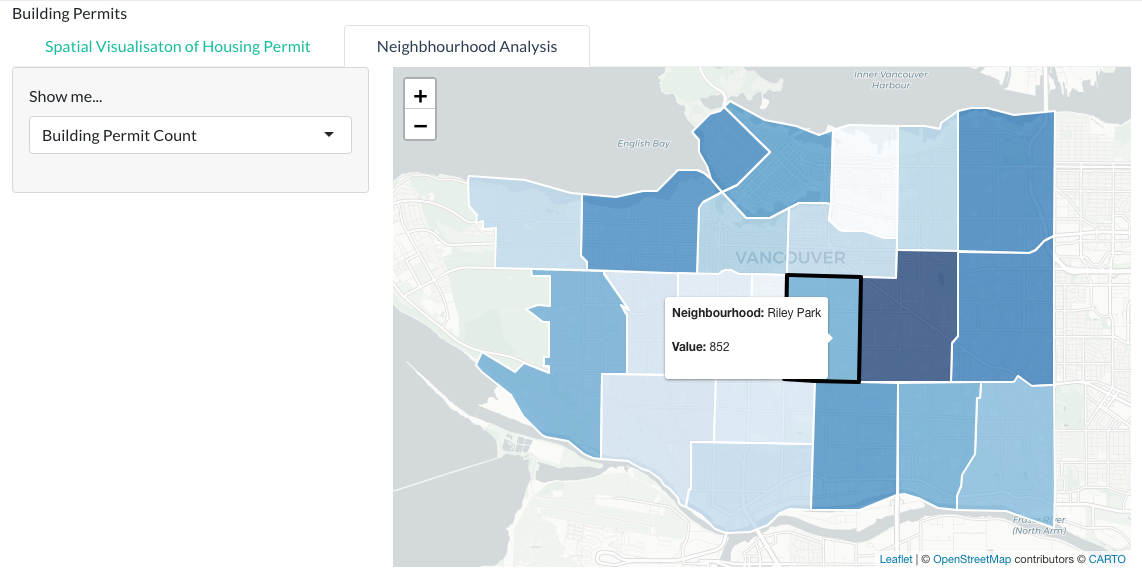 Building Permits
Spatial Visualisaton of Housing Permit
Neighbhourhood Analysis
Show me...
Building Permit Count
+
−
Inner Vancouver
Harbour
English Bay
VANCOUVER
Neighbourhood: Riley Park
Value: 852
Fraser River
(North Arm)
Leaflet | © OpenStreetMap contributors © CARTO